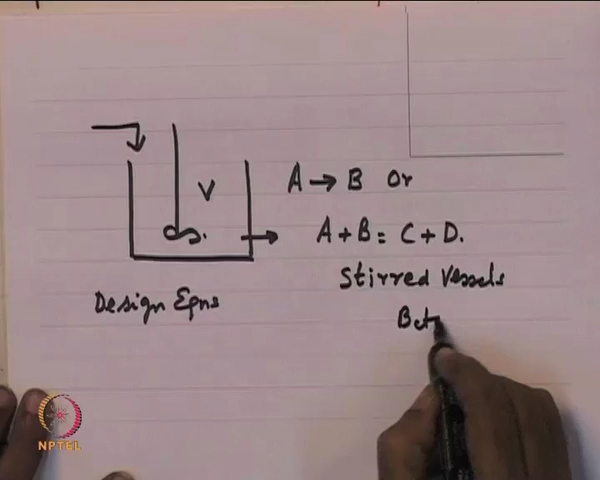 V
A → B Or
A + B = C + D.
Stirred Vessels
Design Eqns
NPTEL